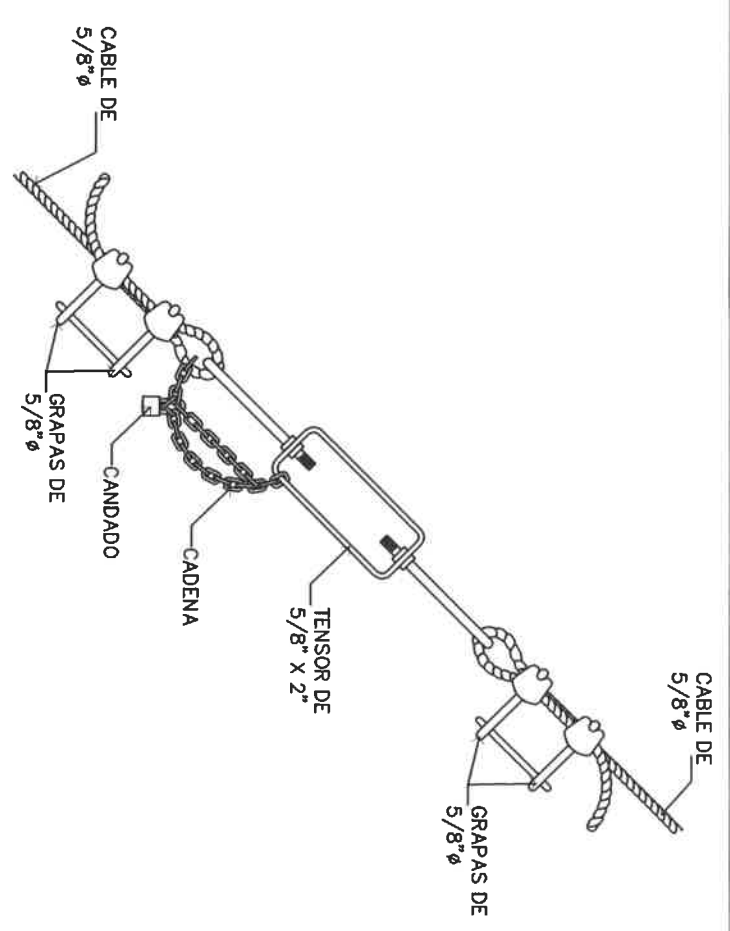 CABLE DE
5/8"ø
CABLE DE
5/8"ø
TENSOR DE
5/8" X 2"
CADENA
CANDADO
GRAPAS DE
5/8"ø
GRAPAS DE
5/8"ø